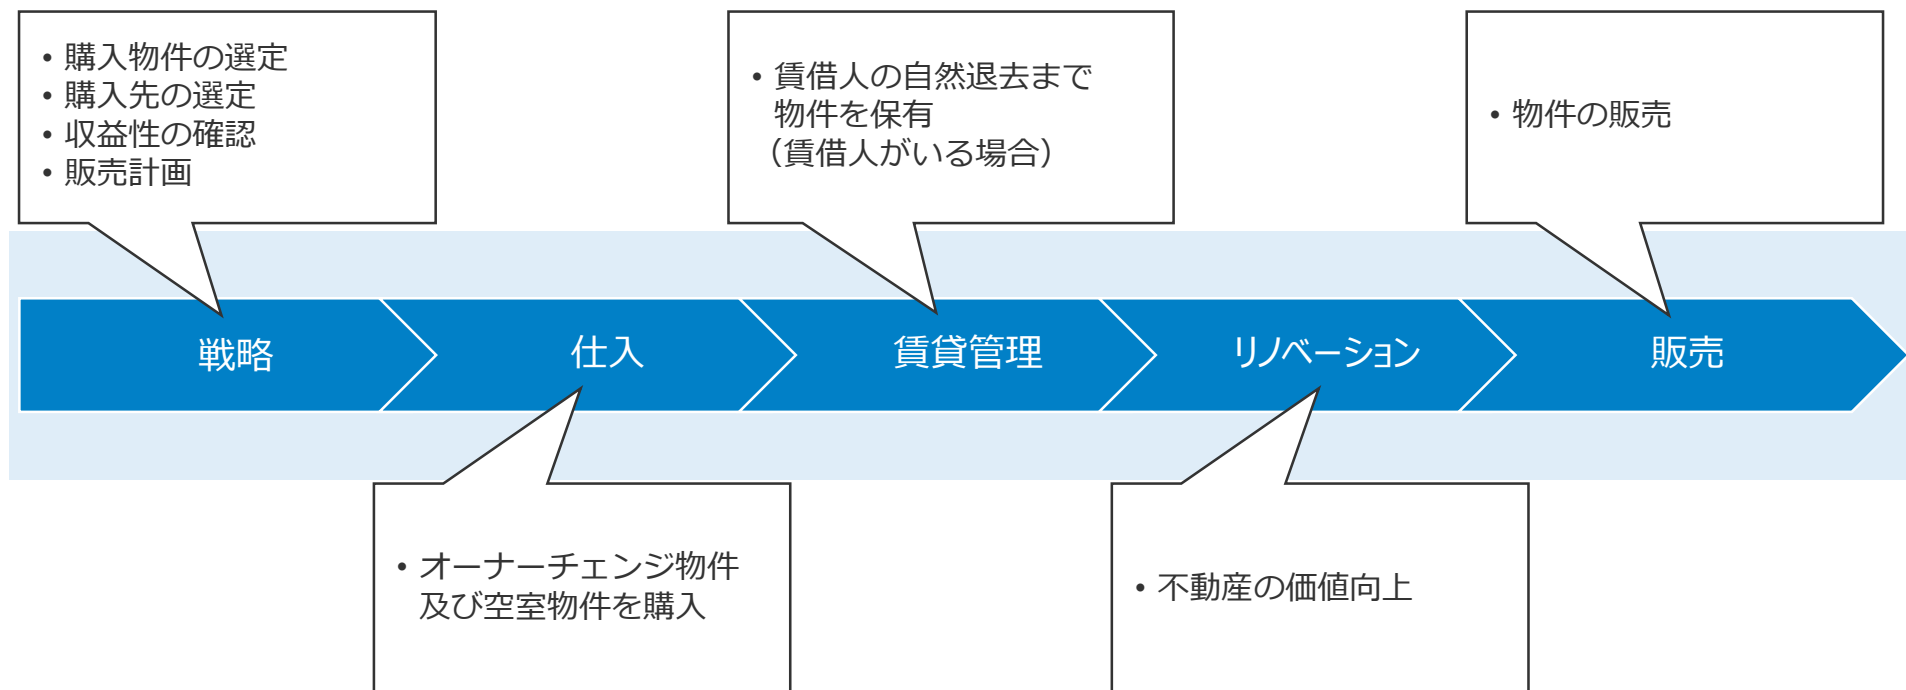 ・購入物件の選定
・購入先の選定
・収益性の確認
・販売計画
・賃借人の自然退去まで
物件を保有
（賃借人がいる場合）
・物件の販売
戦略
仕入
賃貸管理
リノベーション
販売
・オーナーチェンジ物件
及び空室物件を購入
・不動産の価値向上